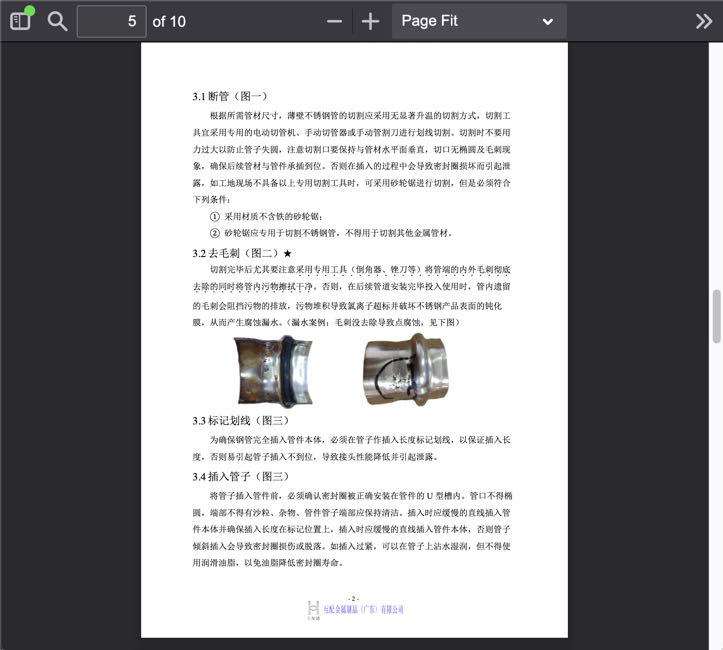 5 of 10
Page Fit
3.1 断管（图一）
根据所需管材尺寸，薄壁不锈钢管的切割应采用无显著升温的切割方式，切割工
具宜采用专用的电动切管机、手动切管器或手动管割刀进行划线切割。切割时不要用
力过大以防止管子失圆，注意切割口要保持与管材水平面垂直，切口无椭圆及毛刺现
象，确保后续管材与管件承插到位。否则在插入的过程中会导致密封圈损坏而引起泄
露，如工地现场不具备以上专用切割工具时，可采用砂轮锯进行切割，但是必须符合
下列条件：
① 采用材质不含铁的砂轮锯；
② 砂轮锯应专用于切割不锈钢管，不得用于切割其他金属管材。
3.2 去毛刺（图二）★
切割完毕后尤其要注意采用专用工具（倒角器、锉刀等）将管端的内外毛刺彻底
去除的同时将管内污物擦拭干净。否则，在后续管道安装完毕投入使用时，管内遗留
的毛刺会阻挡污物的排放，污物堆积导致氯离子超标并破坏不锈钢产品表面的钝化
膜，从而产生腐蚀漏水。（漏水案例：毛刺没去除导致点腐蚀，见下图）
3.3 标记划线（图三）
为确保钢管完全插入管件本体，必须在管子作插入长度标记划线，以保证插入长
度，否则易引起管子插入不到位，导致接头性能降低并引起泄露。
3.4 插入管子（图三）
将管子插入管件前，必须确认密封圈被正确安装在管件的 U 型槽内。管口不得椭
圆，端部不得有沙粒、杂物、管件管子端部应保持清洁。插入时应缓慢的直线插入管
件本体并确保插入长度在标记位置上，插入时应缓慢的直线插入管件本体，否则管子
倾斜插入会导致密封圈损伤或脱落。如插入过紧，可以在管子上沾水湿润，但不得使
用润滑油脂，以免油脂降低密封圈寿命。
- 2 -
互配金属制品（广东）有限公司